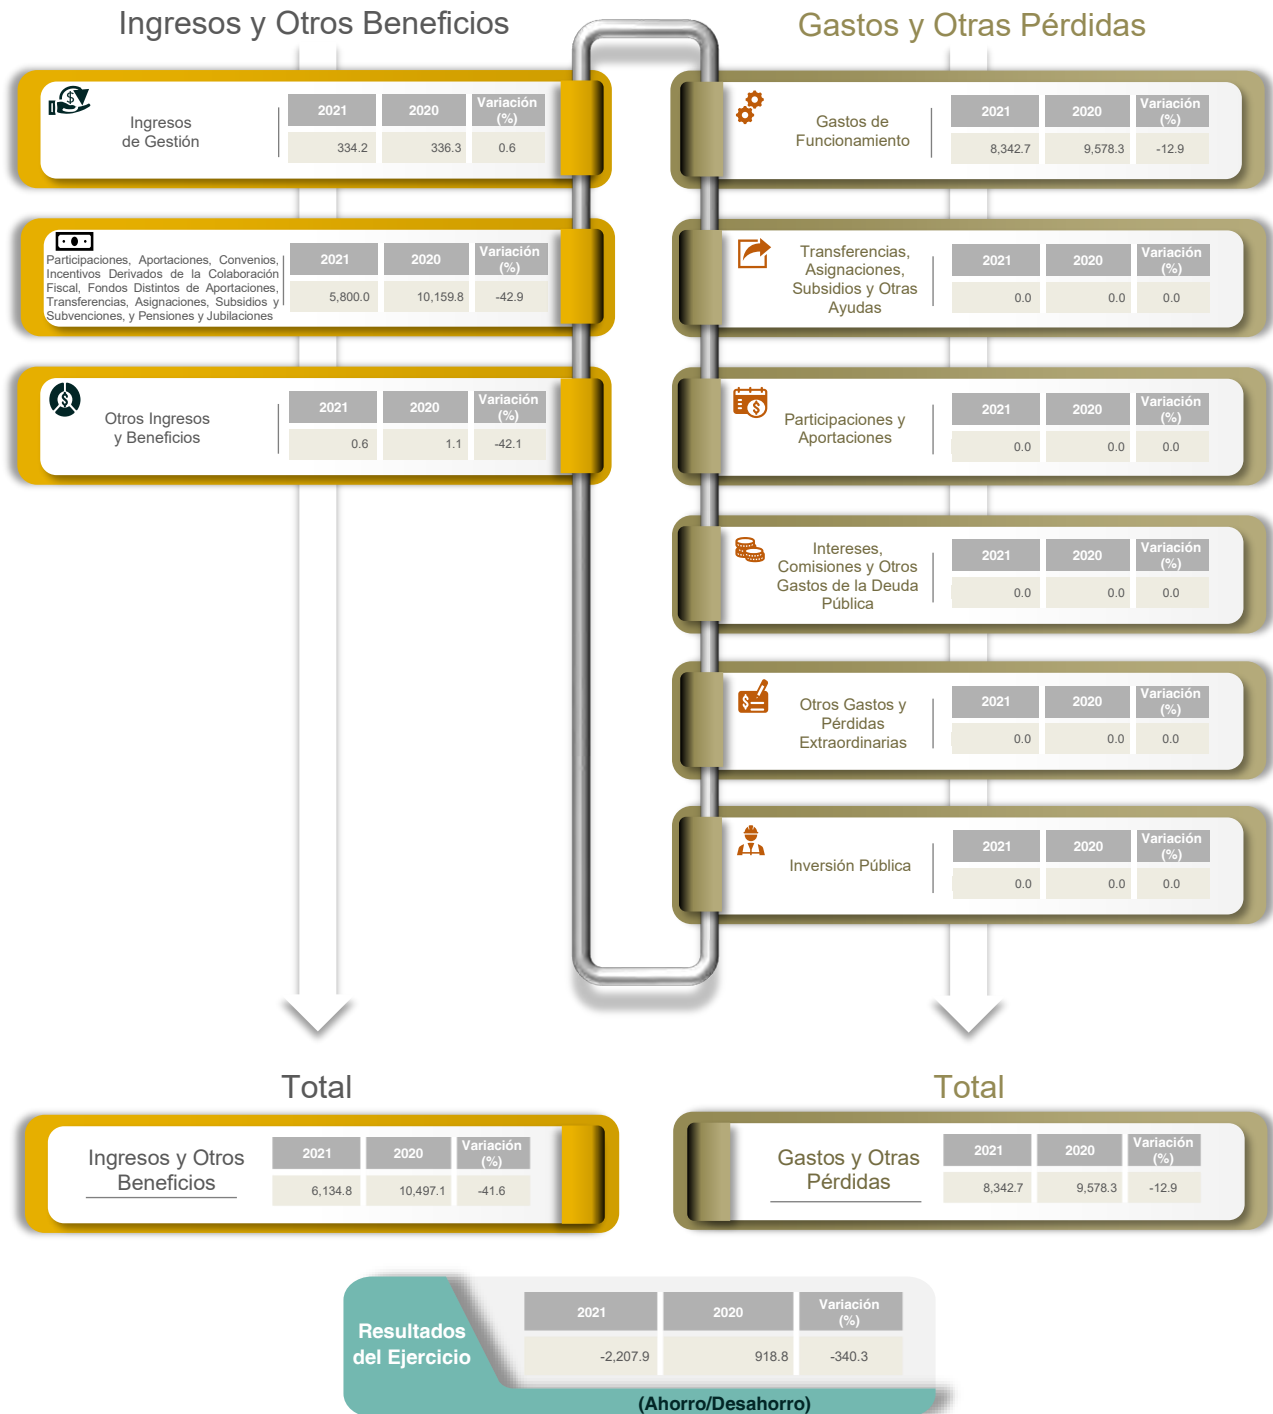 Ingresos y Otros Beneficios
Ingresos
de Gestión
2021 2020 Variación (%)
334.2 336.3 0.6
Participaciones, Aportaciones, Convenios,
Incentivos Derivados de la Colaboración
Fiscal, Fondos Distintos de Aportaciones,
Transferencias, Asignaciones, Subsidios y
Subvenciones, y Pensiones y Jubilaciones
2021 2020 Variación (%)
5,800.0 10,159.8 -42.9
Otros Ingresos
y Beneficios
2021 2020 Variación (%)
0.6 1.1 -42.1
Total
Ingresos y Otros
Beneficios
2021 2020 Variación (%)
6,134.8 10,497.1 -41.6
Gastos y Otras Pérdidas
Gastos de
Funcionamiento
2021 2020 Variación (%)
8,342.7 9,578.3 -12.9
Transferencias,
Asignaciones,
Subsidios y Otras
Ayudas
2021 2020 Variación (%)
0.0 0.0 0.0
Participaciones y
Aportaciones
2021 2020 Variación (%)
0.0 0.0 0.0
Intereses,
Comisiones y Otros
Gastos de la Deuda
Pública
2021 2020 Variación (%)
0.0 0.0 0.0
Otros Gastos y
Pérdidas
Extraordinarias
2021 2020 Variación (%)
0.0 0.0 0.0
Inversión Pública
2021 2020 Variación (%)
0.0 0.0 0.0
Total
Gastos y Otras
Pérdidas
2021 2020 Variación (%)
8,342.7 9,578.3 -12.9
Resultados
del Ejercicio
2021 2020 Variación (%)
-2,207.9 918.8 -340.3
(Ahorro/Desahorro)